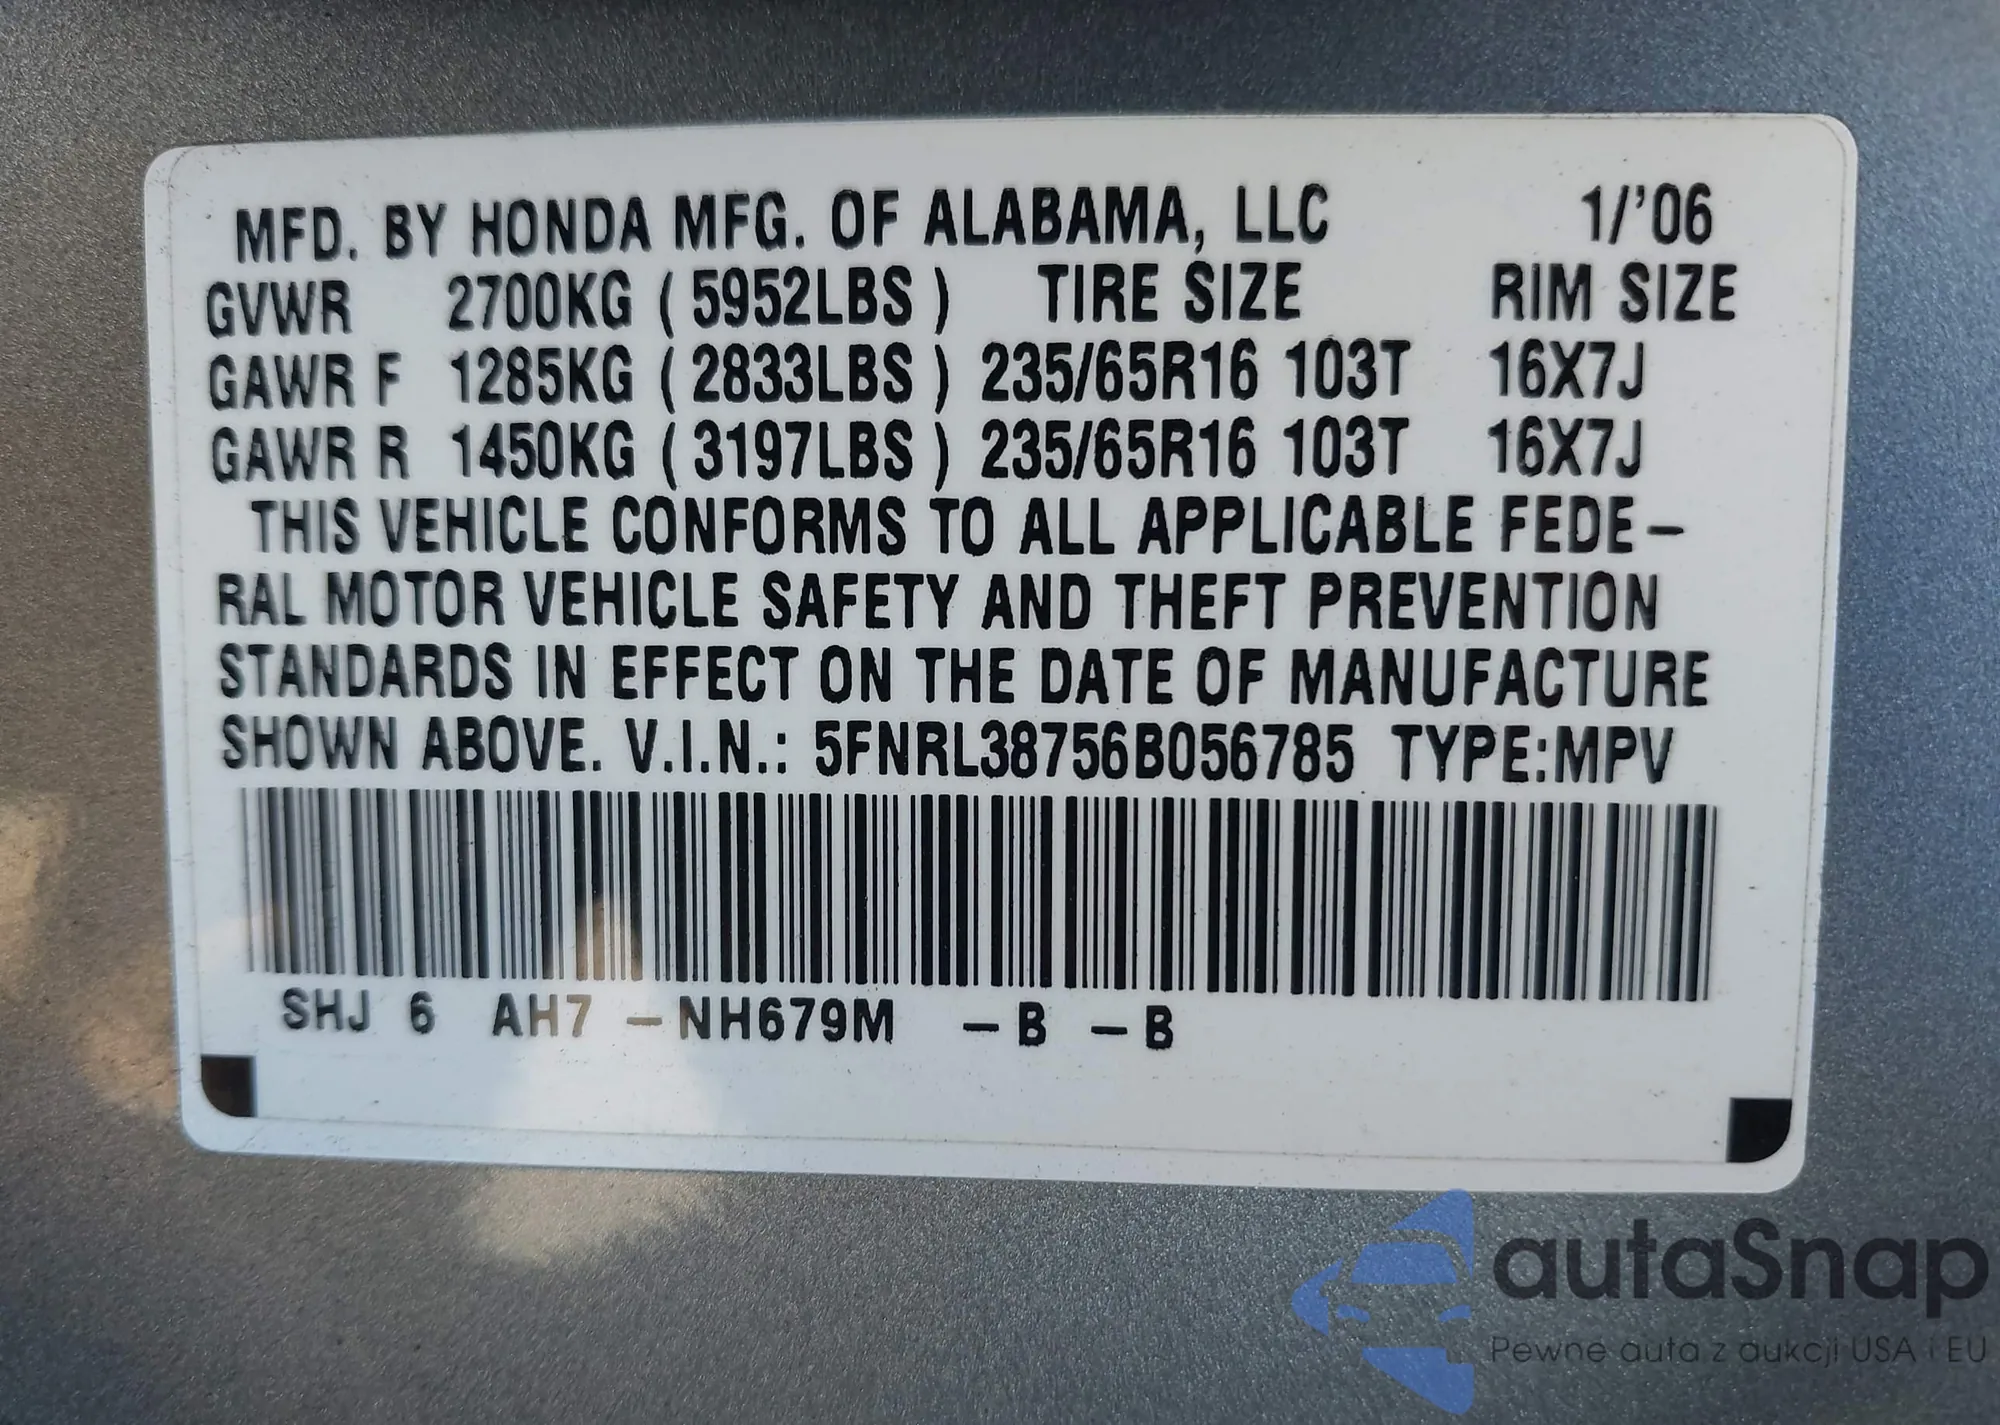 MFD. BY HONDA MFG. OF ALABAMA, LLC 1/'06
GVWR 2700KG ( 5952LBS ) TIRE SIZE RIM SIZE
GAWR F 1285KG ( 2833LBS ) 235/65R16 103T 16X7J
GAWR R 1450KG ( 3197LBS ) 235/65R16 103T 16X7J
THIS VEHICLE CONFORMS TO ALL APPLICABLE FEDE–
RAL MOTOR VEHICLE SAFETY AND THEFT PREVENTION
STANDARDS IN EFFECT ON THE DATE OF MANUFACTURE
SHOWN ABOVE. V.I.N.: 5FNRL38756B056785 TYPE:MPV
SHJ 6 AH7 –NH679M –B –B
autaSnap
Pewne auta z aukcji USA i EU